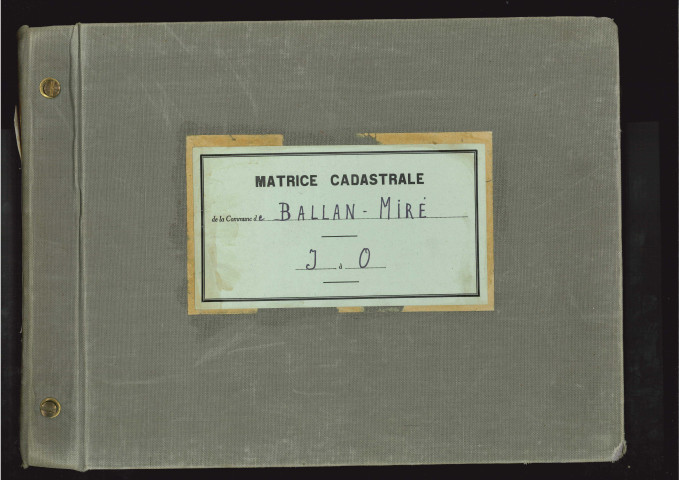 MATRICE CADASTRALE
de la Commune de BALLAN - MIRÉ
J à O